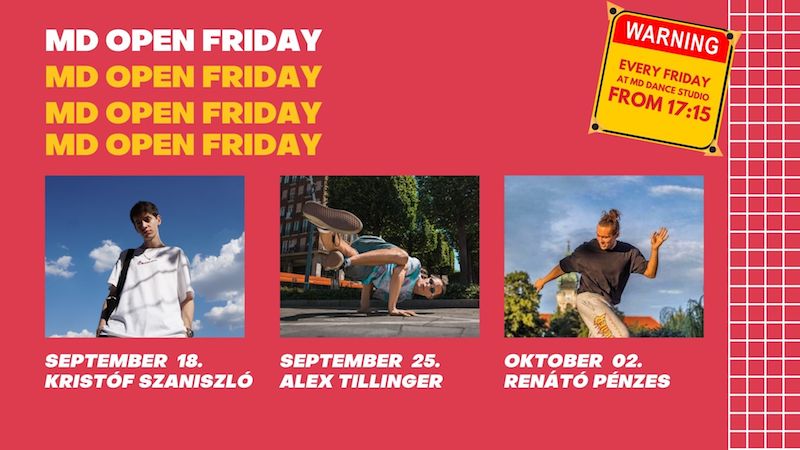 MD OPEN FRIDAY
MD OPEN FRIDAY
MD OPEN FRIDAY
MD OPEN FRIDAY
WARNING
EVERY FRIDAY
AT MD DANCE STUDIO
FROM 17:15
SEPTEMBER 18.
KRISTÓF SZANISZLÓ
SEPTEMBER 25.
ALEX TILLINGER
OKTOBER 02.
RENÁTÓ PÉNZES